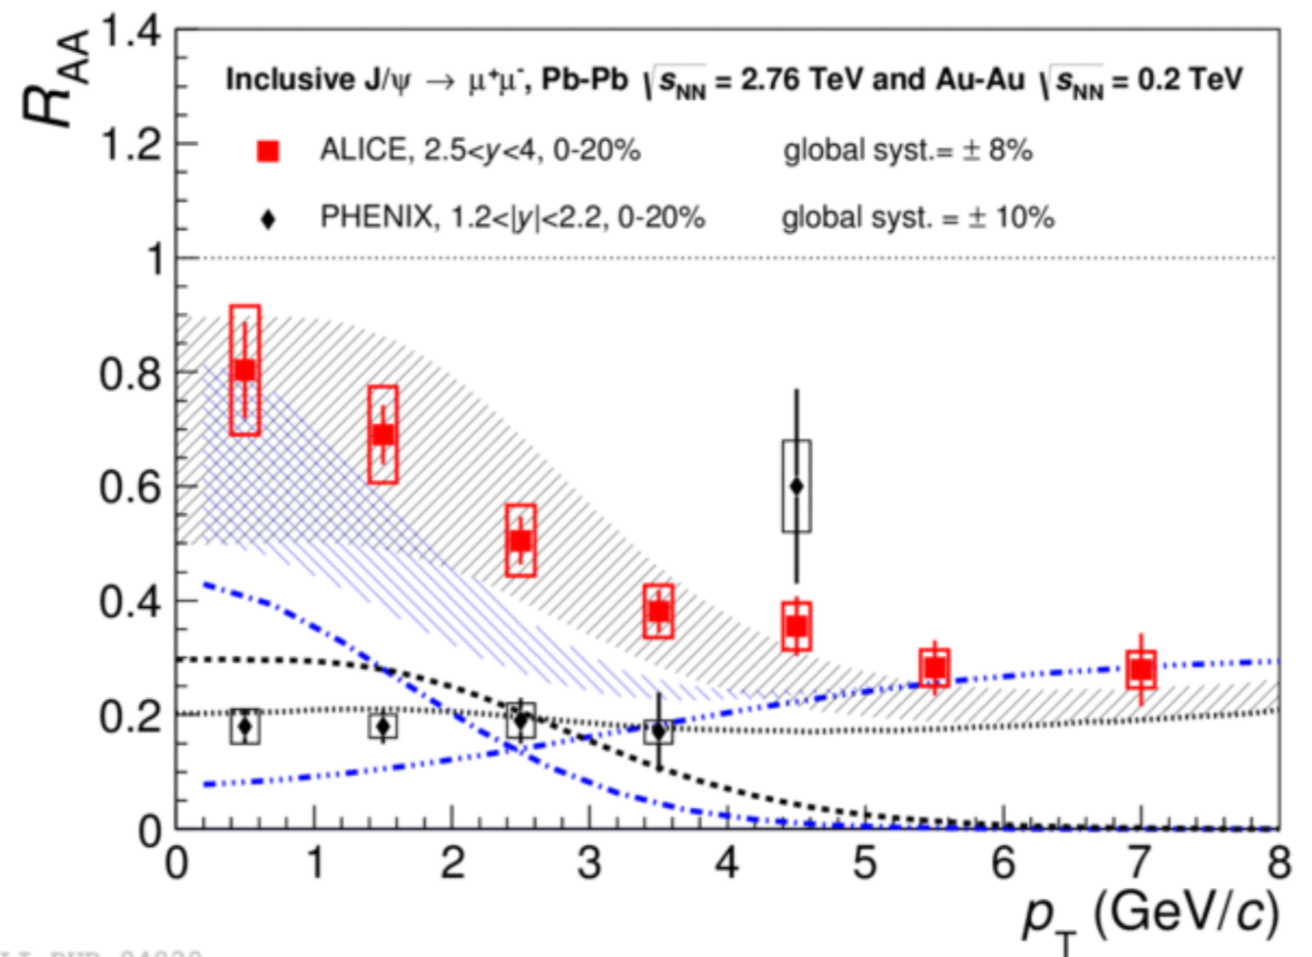 R_AA
1.4
Inclusive J/ψ → μ⁺μ⁻, Pb-Pb √s_NN = 2.76 TeV and Au-Au √s_NN = 0.2 TeV
1.2
ALICE, 2.5<y<4, 0-20% global syst.= ± 8%
PHENIX, 1.2<|y|<2.2, 0-20% global syst. = ± 10%
1
0.8
0.6
0.4
0.2
0
0 1 2 3 4 5 6 7 8
p_T (GeV/c)